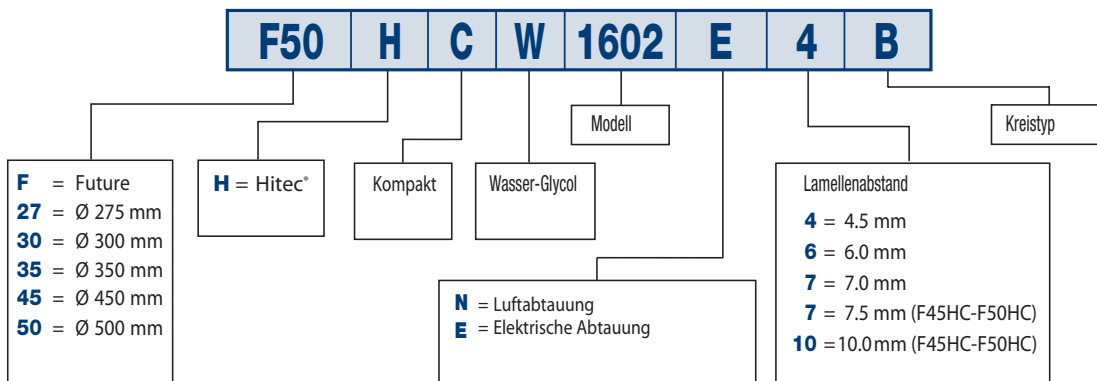 F50 H C W 1602 E 4 B
Modell
Kreistyp
F = Future
27 = Ø 275 mm
30 = Ø 300 mm
35 = Ø 350 mm
45 = Ø 450 mm
50 = Ø 500 mm
H = Hitec®
Kompakt
Wasser-Glycol
N = Luftabtauung
E = Elektrische Abtauung
Lamellenabstand
4 = 4.5 mm
6 = 6.0 mm
7 = 7.0 mm
7 = 7.5 mm (F45HC-F50HC)
10 = 10.0 mm (F45HC-F50HC)